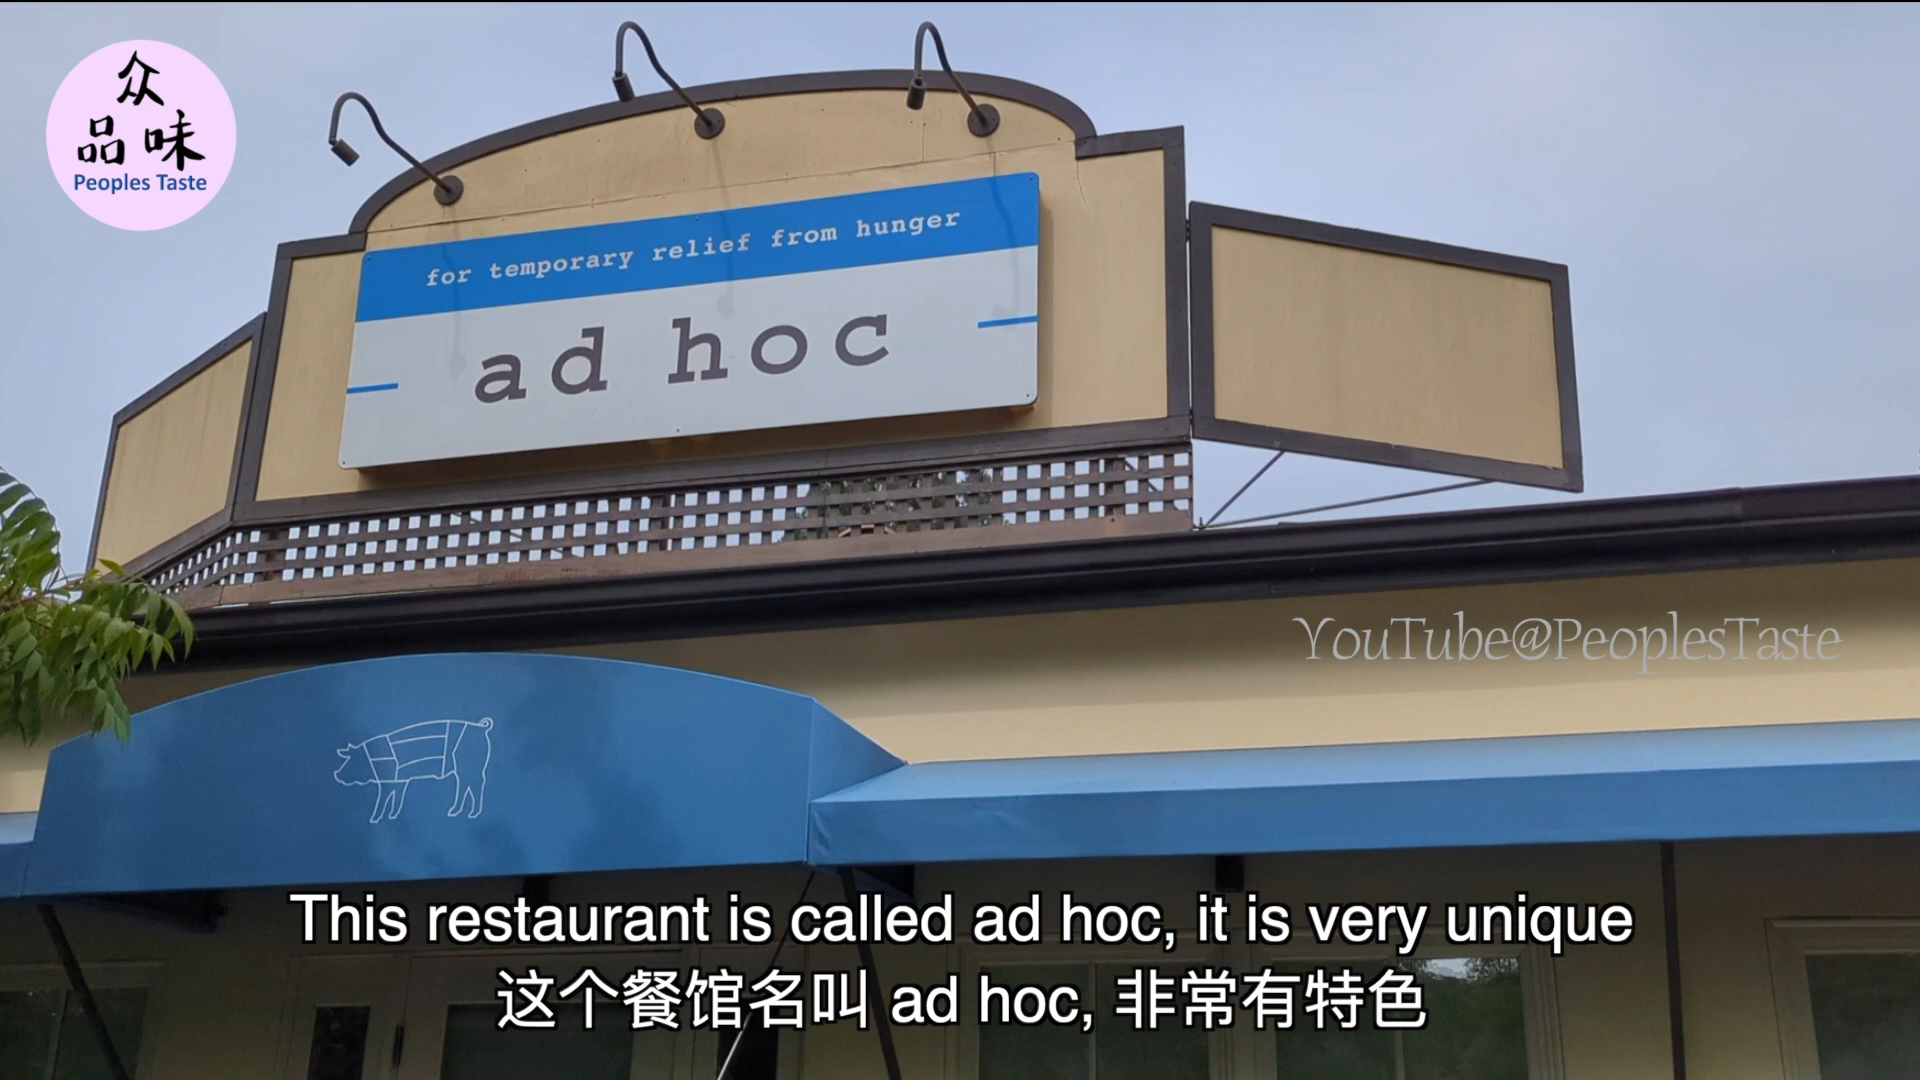 众
品味
Peoples Taste
for temporary relief from hunger
ad hoc
YouTube@PeoplesTaste
This restaurant is called ad hoc, it is very unique
这个餐馆名叫 ad hoc, 非常有特色